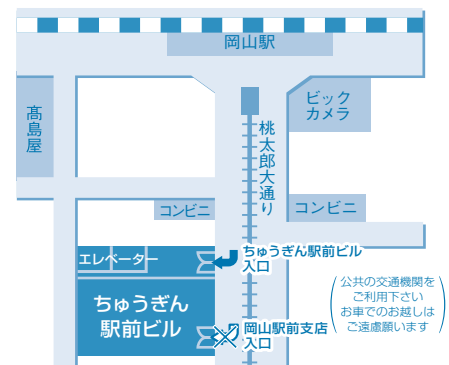 岡山駅
髙島屋
ビック
カメラ
桃太郎大通り
コンビニ
コンビニ
エレベーター
ちゅうぎん駅前ビル
入口
ちゅうぎん
駅前ビル
岡山駅前支店
入口
公共の交通機関を
ご利用下さい
お車でのお越しは
ご遠慮願います